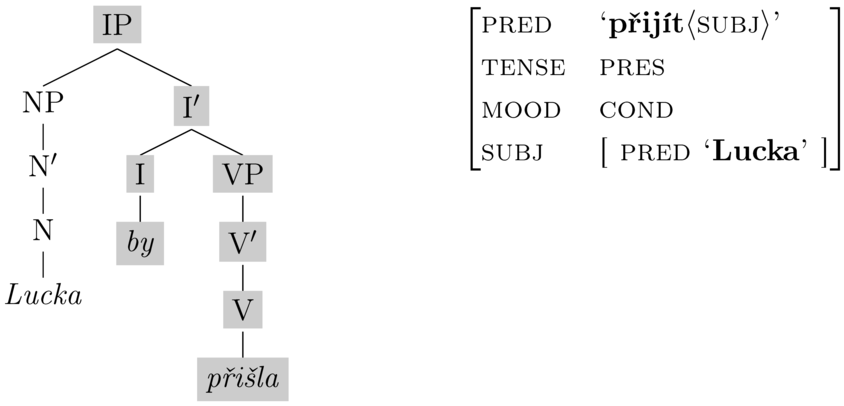 IP
NP I′
N′ I VP
N by V′
Lucka V
přišla
PRED ‘přijít⟨SUBJ⟩’
TENSE PRES
MOOD COND
SUBJ [ PRED ‘Lucka’ ]